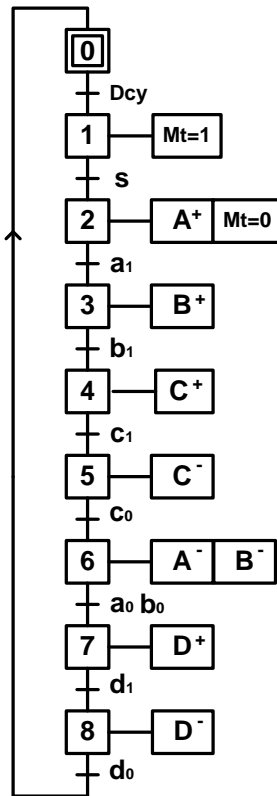 0
Dcy
1 Mt=1
s
2 A⁺ Mt=0
a₁
3 B⁺
b₁
4 C⁺
c₁
5 C⁻
c₀
6 A⁻ B⁻
a₀ b₀
7 D⁺
d₁
8 D⁻
d₀